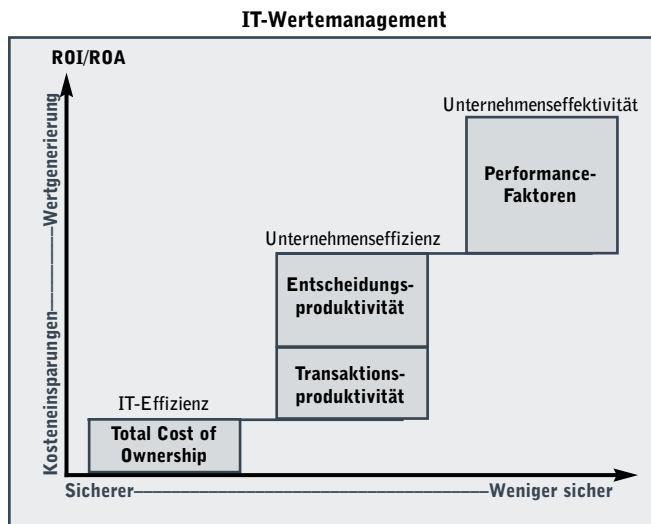 IT-Wertemanagement
ROI/ROA
Unternehmenseffektivität
Performance-
Faktoren
Unternehmenseffizienz
Entscheidungs-
produktivität
Transaktions-
produktivität
IT-Effizienz
Total Cost of
Ownership
Kosteneinsparungen——Wertgenerierung
Sicherer——Weniger sicher